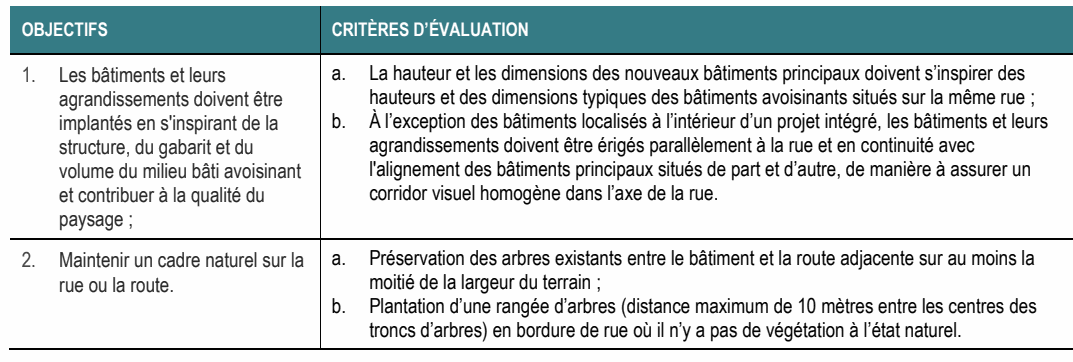 OBJECTIFS
CRITÈRES D’ÉVALUATION
1. Les bâtiments et leurs
agrandissements doivent être
implantés en s'inspirant de la
structure, du gabarit et du
volume du milieu bâti avoisinant
et contribuer à la qualité du
paysage ;
a. La hauteur et les dimensions des nouveaux bâtiments principaux doivent s’inspirer des
hauteurs et des dimensions typiques des bâtiments avoisinants situés sur la même rue ;
b. À l’exception des bâtiments localisés à l’intérieur d’un projet intégré, les bâtiments et leurs
agrandissements doivent être érigés parallèlement à la rue et en continuité avec
l'alignement des bâtiments principaux situés de part et d’autre, de manière à assurer un
corridor visuel homogène dans l’axe de la rue.
2. Maintenir un cadre naturel sur la
rue ou la route.
a. Préservation des arbres existants entre le bâtiment et la route adjacente sur au moins la
moitié de la largeur du terrain ;
b. Plantation d’une rangée d’arbres (distance maximum de 10 mètres entre les centres des
troncs d’arbres) en bordure de rue où il n’y a pas de végétation à l’état naturel.